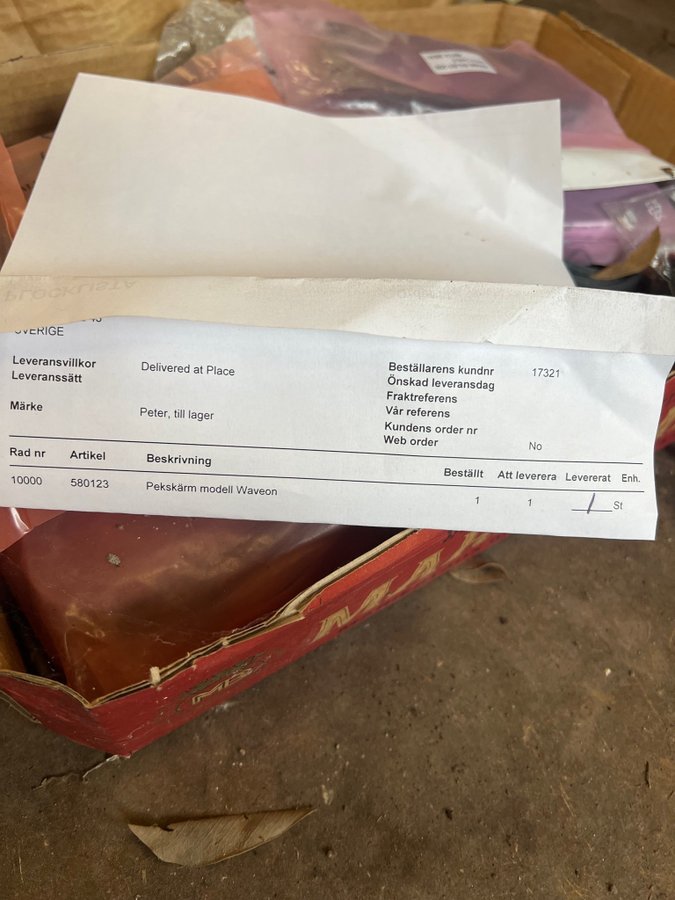 PLOCKLISTA
SVERIGE
Leveransvillkor Delivered at Place
Leveranssätt
Märke Peter, till lager
Beställarens kundnr 17321
Önskad leveransdag
Fraktreferens
Vår referens
Kundens order nr
Web order No
Rad nr Artikel Beskrivning Beställt Att leverera Levererat Enh.
10000 580123 Pekskärm modell Waveon 1 1 / St